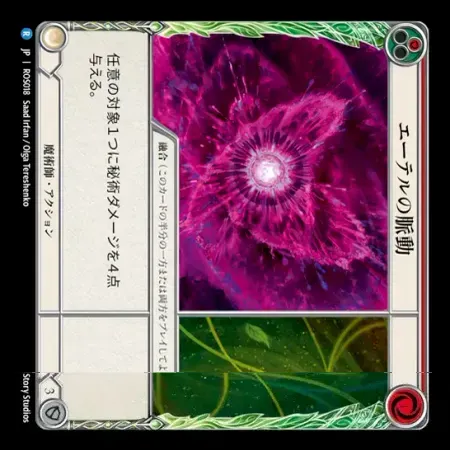 エーテルの脈動
融合（このカードの半分の一方または両方をプレイしてよ
任意の対象１つに秘術ダメージを４点
与える。
魔術師・アクション
3
R JP | ROS018 Saad Irfan / Olga Tereshenko
Story Studios